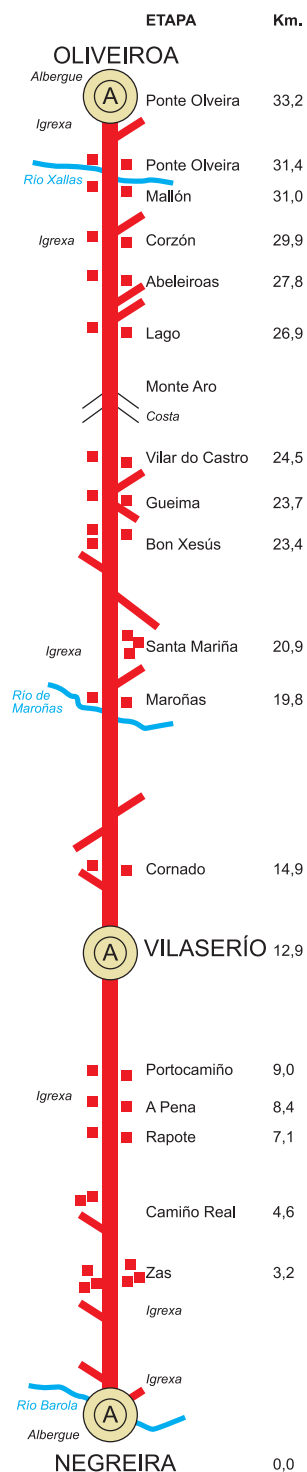 ETAPA Km.
OLIVEIROA
Albergue
A
Ponte Olveira 33,2
Igrexa
Ponte Olveira 31,4
Río Xallas
Mallón 31,0
Igrexa Corzón 29,9
Abeleiroas 27,8
Lago 26,9
Monte Aro
Costa
Vilar do Castro 24,5
Gueima 23,7
Bon Xesús 23,4
Igrexa Santa Mariña 20,9
Río de
Maroñas
Maroñas 19,8
Cornado 14,9
A VILASERÍO 12,9
Portocamiño 9,0
Igrexa
A Pena 8,4
Rapote 7,1
Camiño Real 4,6
Zas 3,2
Igrexa
Igrexa
Río Barola
A
Albergue
NEGREIRA 0,0